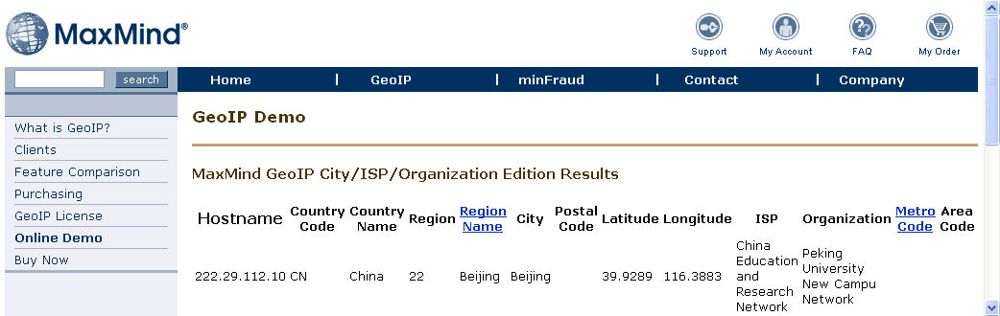 MaxMind®
Support My Account FAQ My Order
search Home | GeoIP | minFraud | Contact | Company
What is GeoIP?
Clients
Feature Comparison
Purchasing
GeoIP License
Online Demo
Buy Now
GeoIP Demo
MaxMind GeoIP City/ISP/Organization Edition Results
Hostname Country Code Country Name Region Region Name City Postal Code Latitude Longitude ISP Organization Metro Code Area Code
222.29.112.10 CN China 22 Beijing Beijing 39.9289 116.3883 China Education and Research Network Peking University New Campu Network